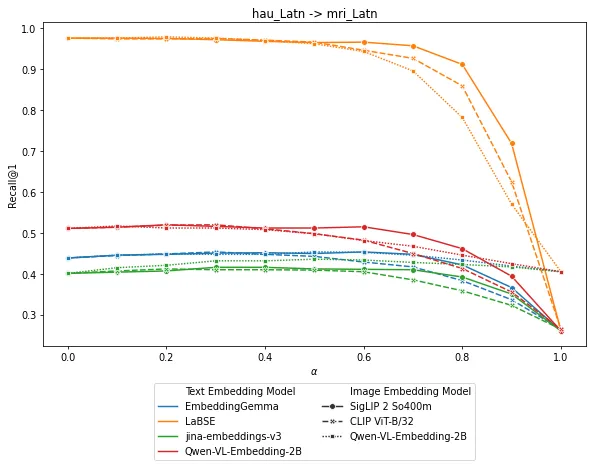 hau_Latn -> mri_Latn
1.0
0.9
0.8
0.7
0.6
0.5
0.4
0.3
Recall@1
0.0 0.2 0.4 0.6 0.8 1.0
α
Text Embedding Model Image Embedding Model
EmbeddingGemma SigLIP 2 So400m
LaBSE CLIP ViT-B/32
jina-embeddings-v3 Qwen-VL-Embedding-2B
Qwen-VL-Embedding-2B